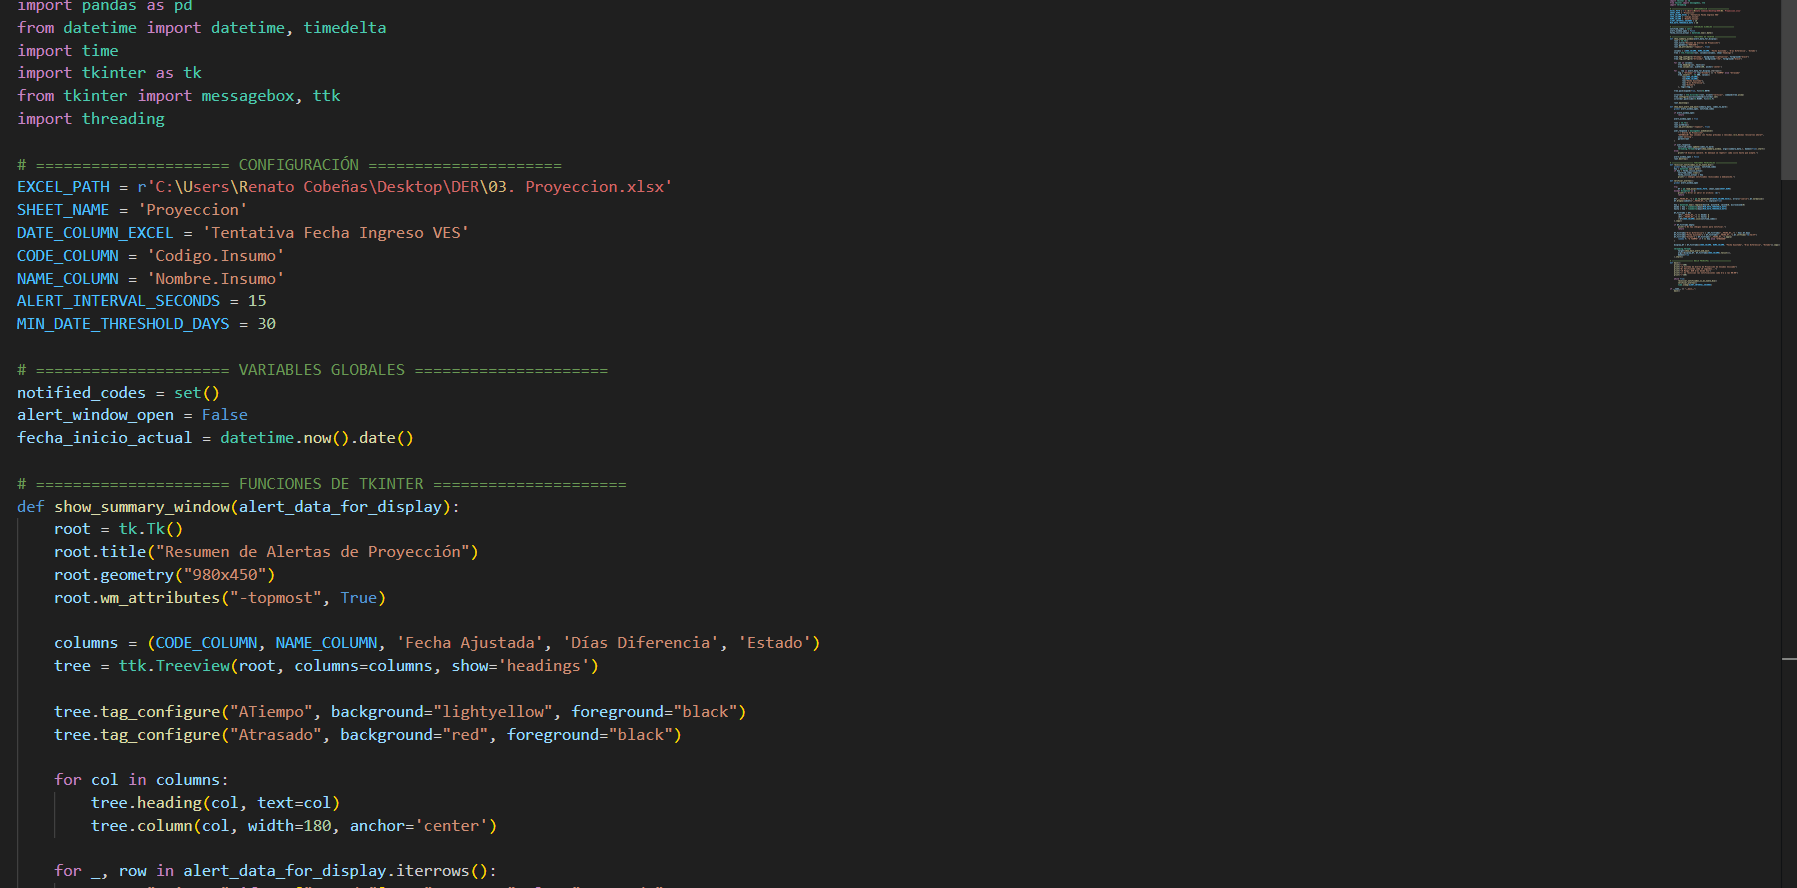 import pandas as pd
from datetime import datetime, timedelta
import time
import tkinter as tk
from tkinter import messagebox, ttk
import threading
# ===================== CONFIGURACIÓN =====================
EXCEL_PATH = r'C:\Users\Renato Cobeñas\Desktop\DER\03. Proyeccion.xlsx'
SHEET_NAME = 'Proyeccion'
DATE_COLUMN_EXCEL = 'Tentativa Fecha Ingreso VES'
CODE_COLUMN = 'Codigo.Insumo'
NAME_COLUMN = 'Nombre.Insumo'
ALERT_INTERVAL_SECONDS = 15
MIN_DATE_THRESHOLD_DAYS = 30
# ===================== VARIABLES GLOBALES =====================
notified_codes = set()
alert_window_open = False
fecha_inicio_actual = datetime.now().date()
# ===================== FUNCIONES DE TKINTER =====================
def show_summary_window(alert_data_for_display):
    root = tk.Tk()
    root.title("Resumen de Alertas de Proyección")
    root.geometry("980x450")
    root.wm_attributes("-topmost", True)
    columns = (CODE_COLUMN, NAME_COLUMN, 'Fecha Ajustada', 'Días Diferencia', 'Estado')
    tree = ttk.Treeview(root, columns=columns, show='headings')
    tree.tag_configure("ATiempo", background="lightyellow", foreground="black")
    tree.tag_configure("Atrasado", background="red", foreground="black")
    for col in columns:
        tree.heading(col, text=col)
        tree.column(col, width=180, anchor='center')
    for _, row in alert_data_for_display.iterrows():